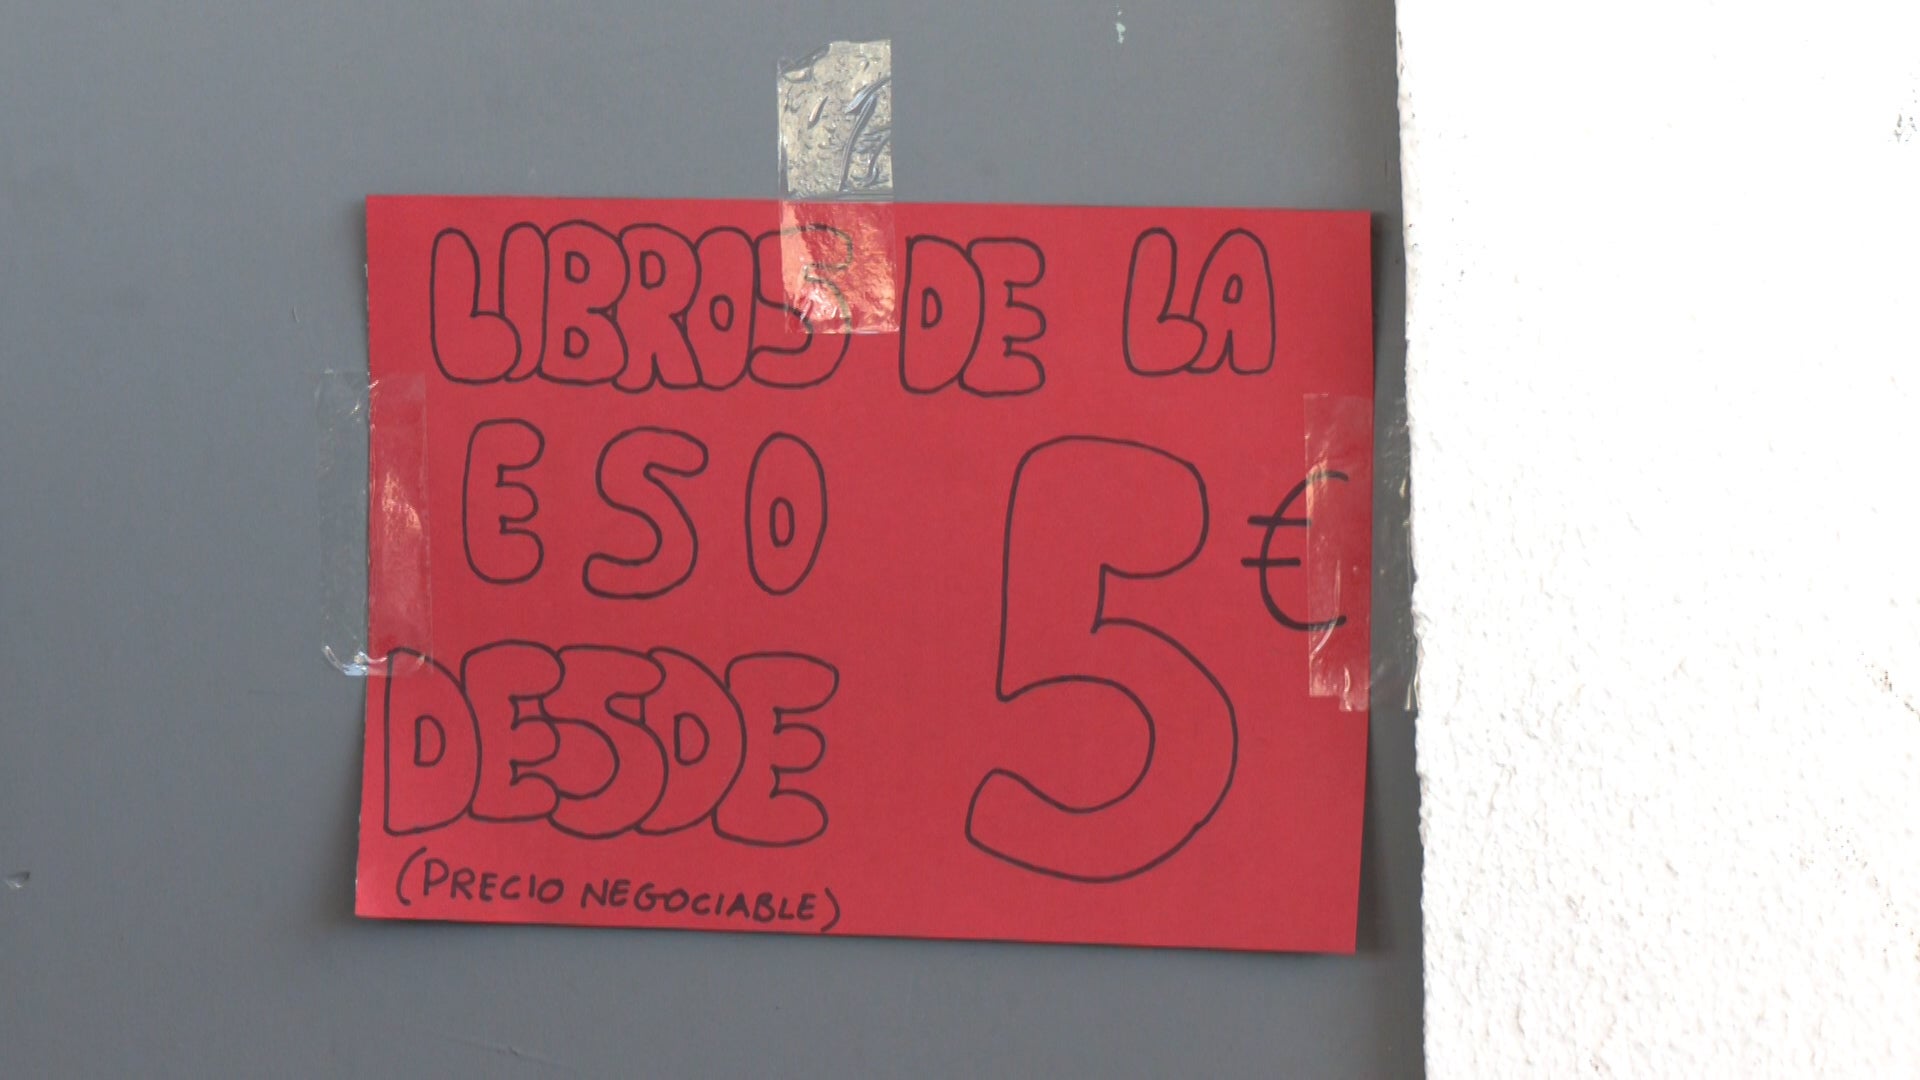 LIBROS DE LA
ESO
DESDE 5€
(PRECIO NEGOCIABLE)